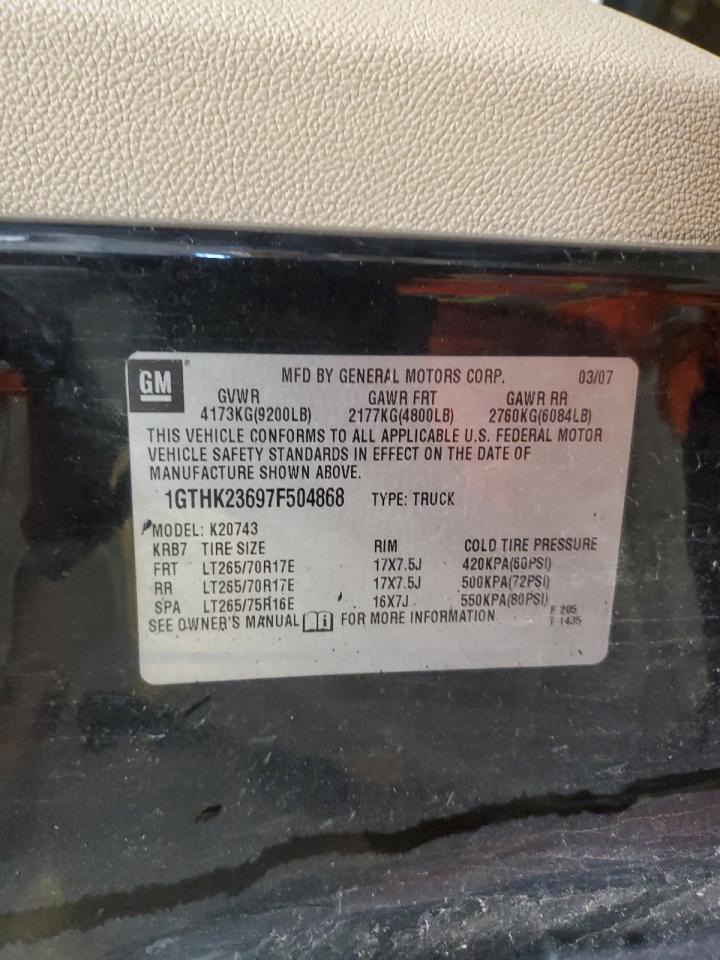 GM
MFD BY GENERAL MOTORS CORP. 03/07
GVWR GAWR FRT GAWR RR
4173KG(9200LB) 2177KG(4800LB) 2760KG(6084LB)
THIS VEHICLE CONFORMS TO ALL APPLICABLE U.S. FEDERAL MOTOR
VEHICLE SAFETY STANDARDS IN EFFECT ON THE DATE OF
MANUFACTURE SHOWN ABOVE.
1GTHK23697F504868 TYPE: TRUCK
MODEL: K20743
KRB7 TIRE SIZE RIM COLD TIRE PRESSURE
FRT LT265/70R17E 17X7.5J 420KPA(60PSI)
RR LT265/70R17E 17X7.5J 500KPA(72PSI)
SPA LT265/75R16E 16X7J 550KPA(80PSI)
SEE OWNER'S MANUAL FOR MORE INFORMATION
F 205
T 1435